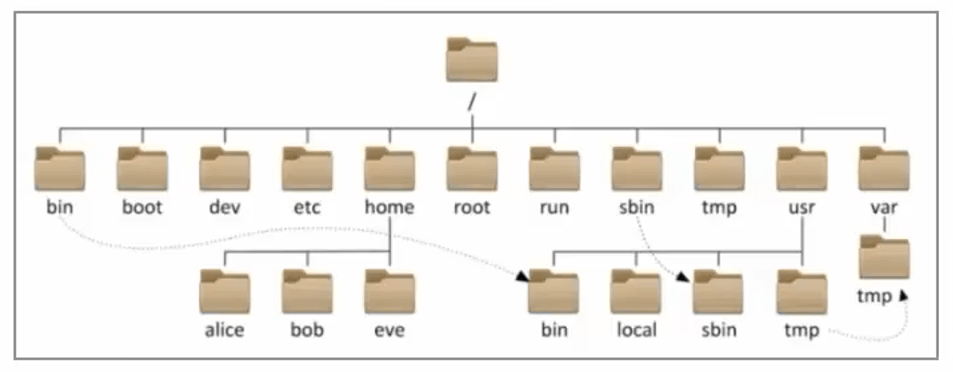 /
bin boot dev etc home root run sbin tmp usr var
tmp
alice bob eve bin local sbin tmp